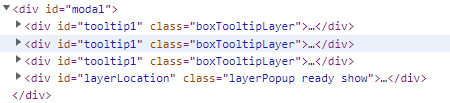 ▼<div id="modal">
▶<div id="tooltip1" class="boxTooltipLayer">…</div>
▶<div id="tooltip1" class="boxTooltipLayer">…</div>
▶<div id="tooltip1" class="boxTooltipLayer">…</div>
▶<div id="layerLocation" class="layerPopup ready show">…</div>
</div>